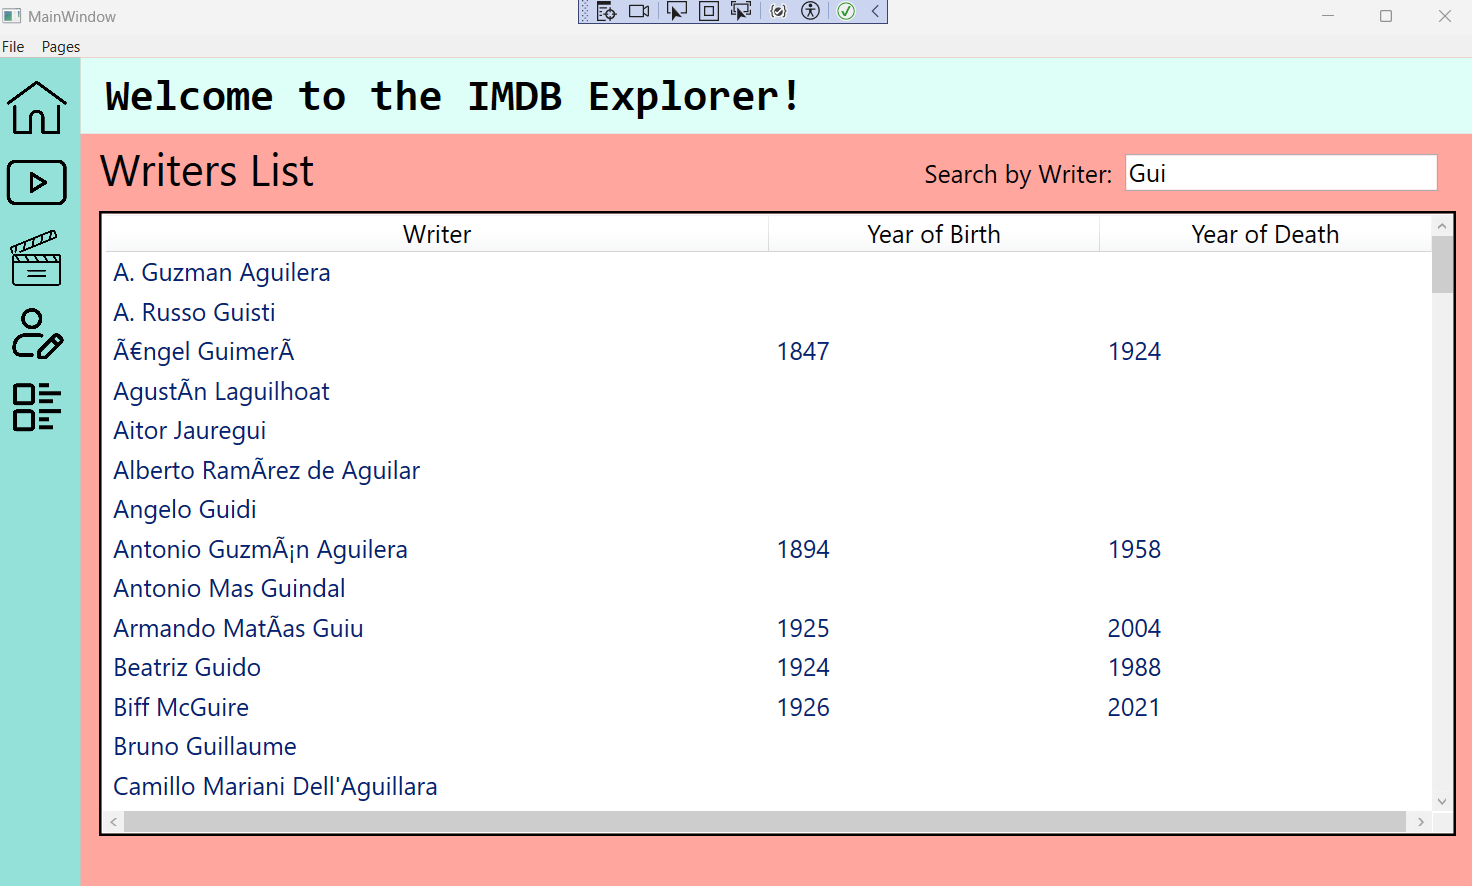 MainWindow
File Pages
Welcome to the IMDB Explorer!
Writers List
Search by Writer: Gui
Writer Year of Birth Year of Death
A. Guzman Aguilera
A. Russo Guisti
Ã€ngel GuimerÃ 1847 1924
AgustÃn Laguilhoat
Aitor Jauregui
Alberto RamÃrez de Aguilar
Angelo Guidi
Antonio GuzmÃ¡n Aguilera 1894 1958
Antonio Mas Guindal
Armando MatÃas Guiu 1925 2004
Beatriz Guido 1924 1988
Biff McGuire 1926 2021
Bruno Guillaume
Camillo Mariani Dell'Aguillara